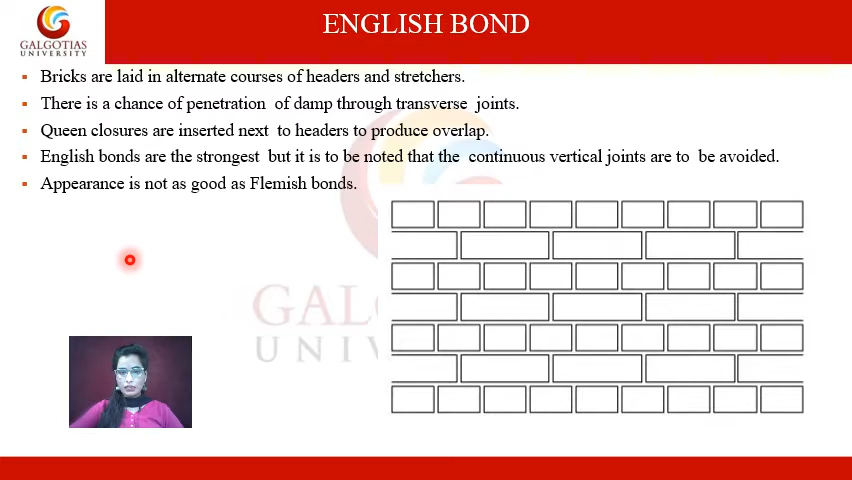 ENGLISH BOND
GALGOTIAS
UNIVERSITY
Bricks are laid in alternate courses of headers and stretchers.
There is a chance of penetration of damp through transverse joints.
Queen closures are inserted next to headers to produce overlap.
English bonds are the strongest but it is to be noted that the continuous vertical joints are to be avoided.
Appearance is not as good as Flemish bonds.
GAL
UNIV